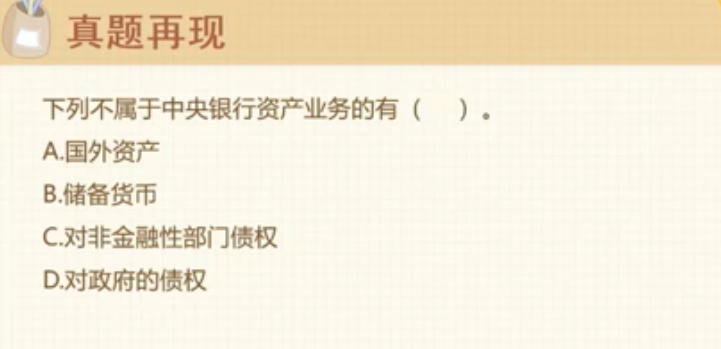 真题再现
下列不属于中央银行资产业务的有（　　）。
A.国外资产
B.储备货币
C.对非金融性部门债权
D.对政府的债权